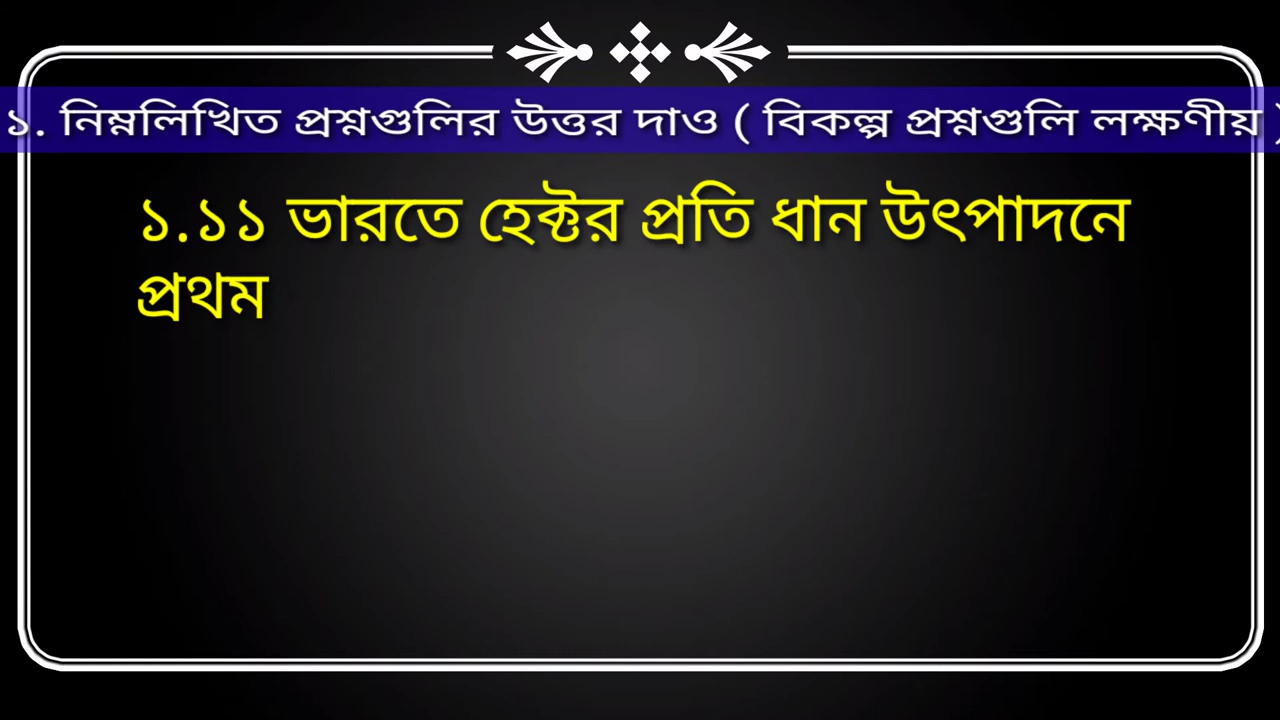 ১. নিম্নলিখিত প্রশ্নগুলির উত্তর দাও ( বিকল্প প্রশ্নগুলি লক্ষণীয় )
১.১১ ভারতে হেক্টর প্রতি ধান উৎপাদনে
প্রথম